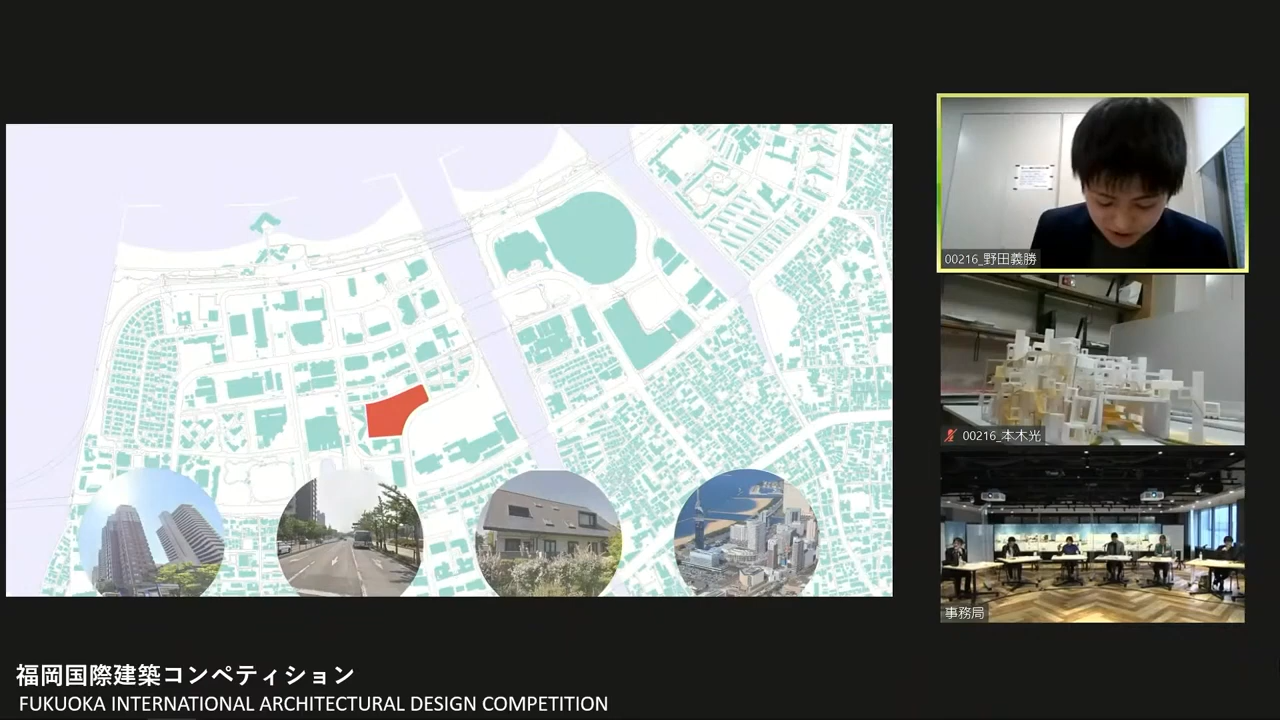 00216_野田義勝
00216_本木光
事務局
福岡国際建築コンペティション
FUKUOKA INTERNATIONAL ARCHITECTURAL DESIGN COMPETITION